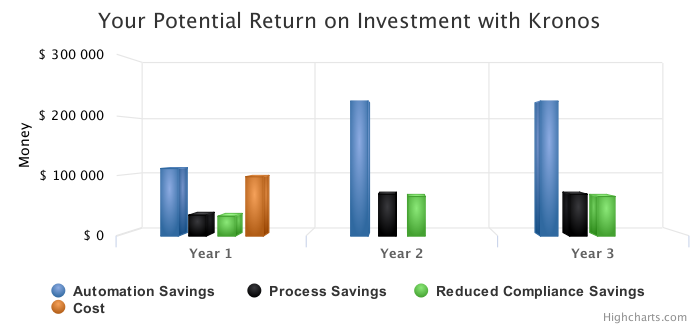 Your Potential Return on Investment with Kronos
$ 300 000
$ 200 000
$ 100 000
$ 0
Money
Year 1
Year 2
Year 3
Automation Savings
Process Savings
Reduced Compliance Savings
Cost
Highcharts.com